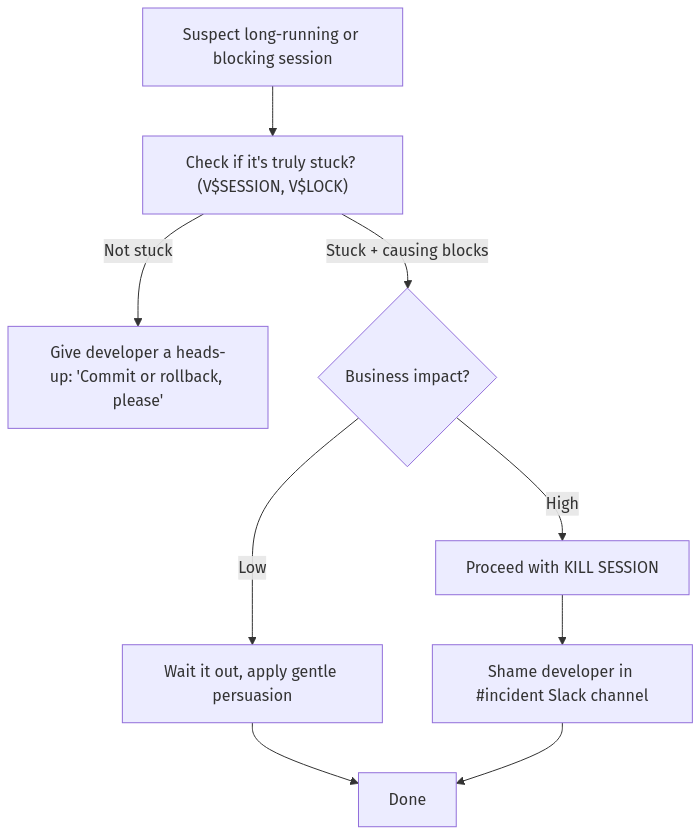 Suspect long-running or
blocking session
Check if it's truly stuck?
(V$SESSION, V$LOCK)
Not stuck
Stuck + causing blocks
Give developer a heads-
up: 'Commit or rollback,
please'
Business impact?
High
Low
Proceed with KILL SESSION
Wait it out, apply gentle
persuasion
Shame developer in
#incident Slack channel
Done